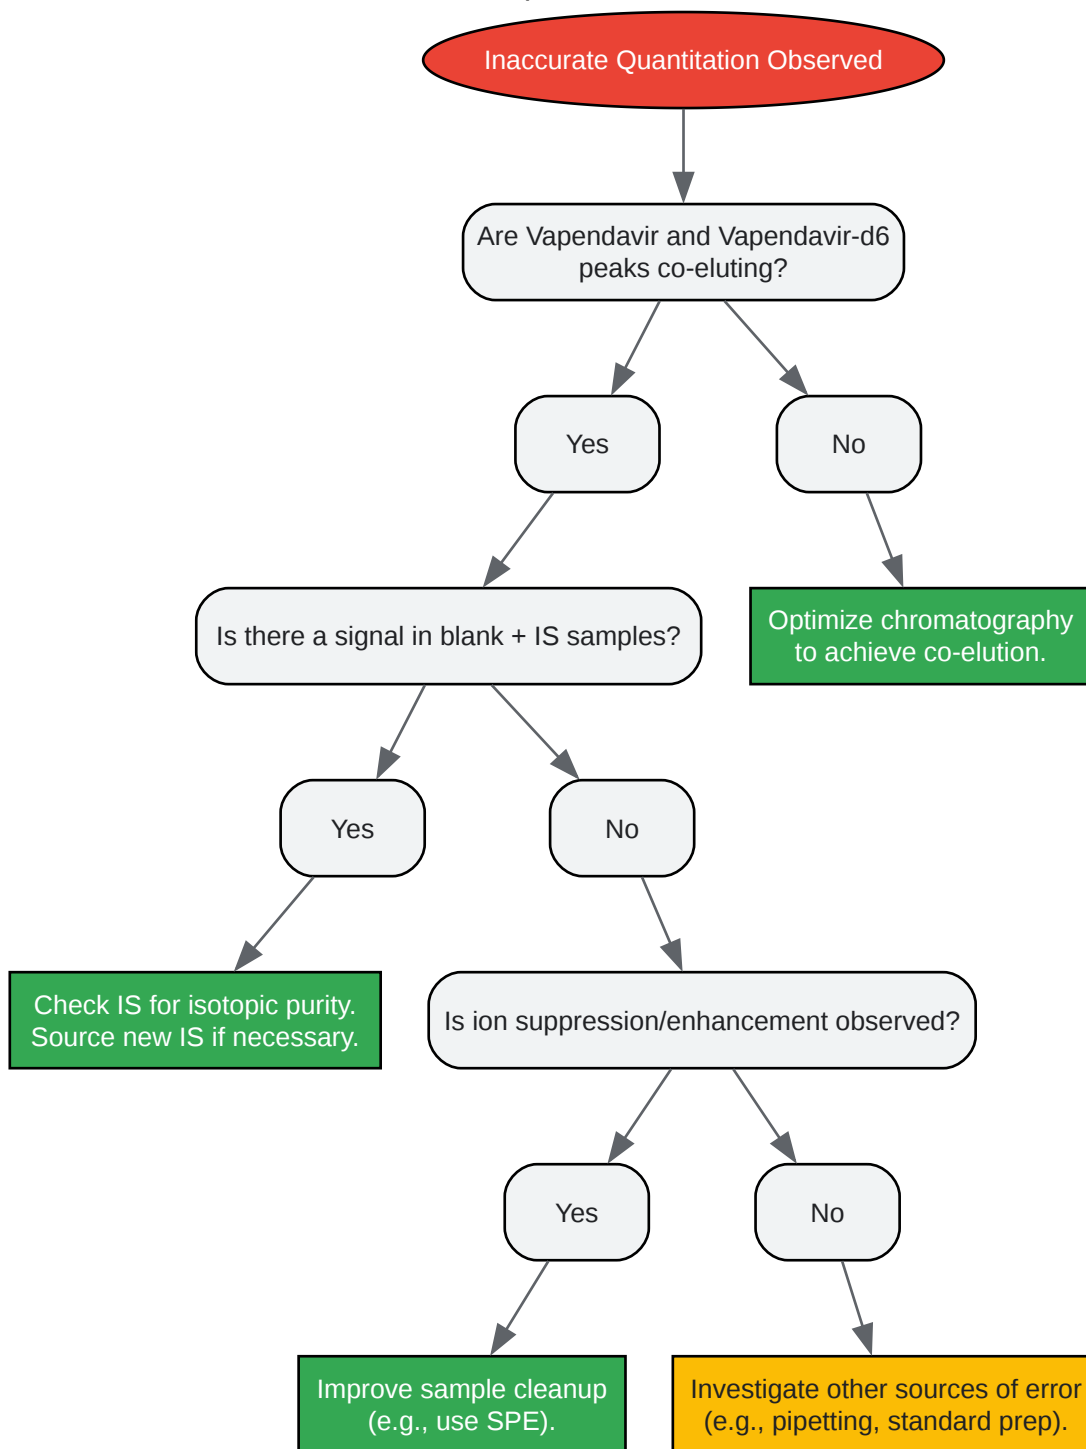 Inaccurate Quantitation Observed
Are Vapendavir and Vapendavir-d6
peaks co-eluting?
Yes
No
Is there a signal in blank + IS samples?
Optimize chromatography
to achieve co-elution.
Yes
No
Check IS for isotopic purity.
Source new IS if necessary.
Is ion suppression/enhancement observed?
Yes
No
Improve sample cleanup
(e.g., use SPE).
Investigate other sources of error
(e.g., pipetting, standard prep).